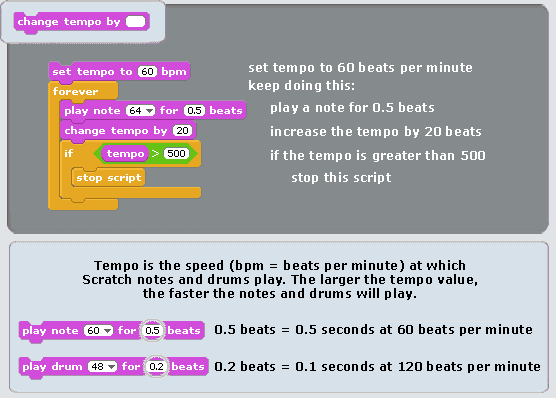 change tempo by
set tempo to 60 bpm
forever
play note 64 for 0.5 beats
change tempo by 20
if tempo > 500
stop script
set tempo to 60 beats per minute
keep doing this:
play a note for 0.5 beats
increase the tempo by 20 beats
if the tempo is greater than 500
stop this script
Tempo is the speed (bpm = beats per minute) at which
Scratch notes and drums play. The larger the tempo value,
the faster the notes and drums will play.
play note 60 for 0.5 beats 0.5 beats = 0.5 seconds at 60 beats per minute
play drum 48 for 0.2 beats 0.2 beats = 0.1 seconds at 120 beats per minute